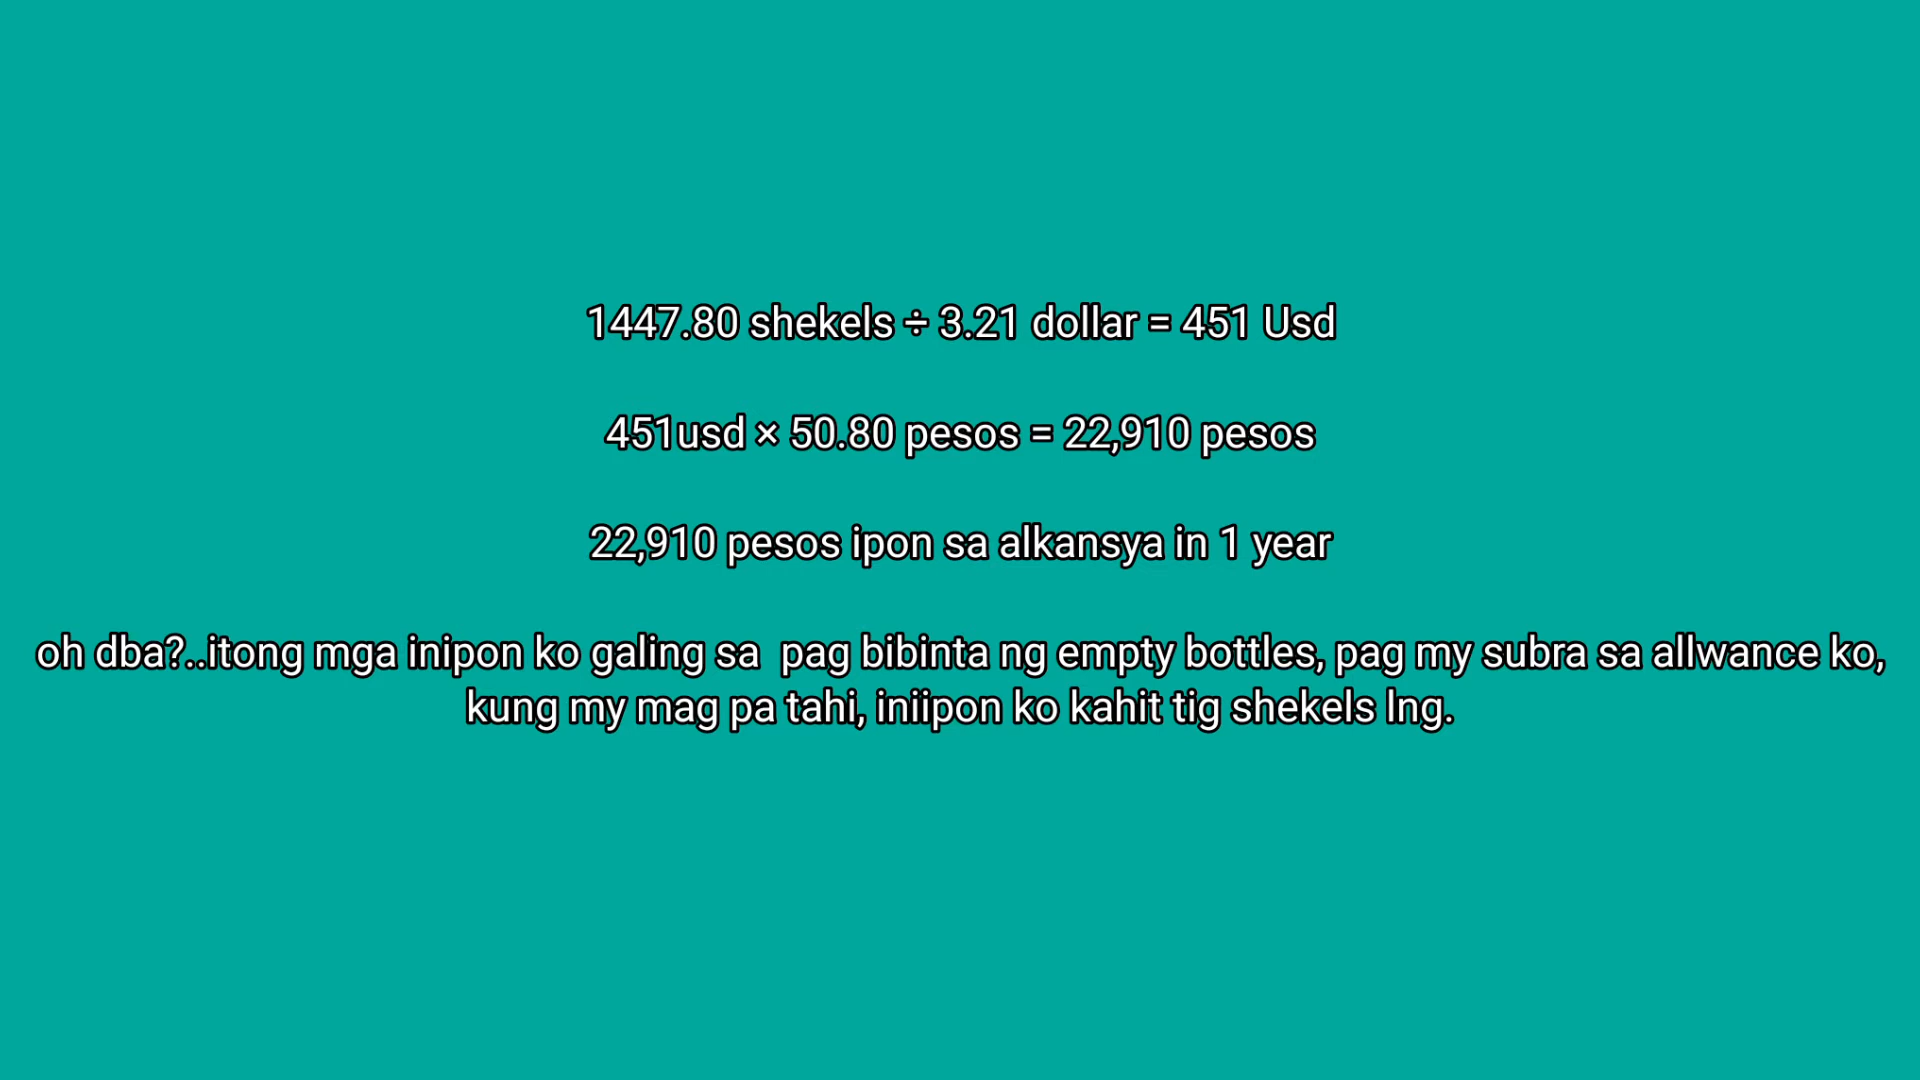 1447.80 shekels ÷ 3.21 dollar = 451 Usd
451usd × 50.80 pesos = 22,910 pesos
22,910 pesos ipon sa alkansya in 1 year
oh dba?..itong mga inipon ko galing sa  pag bibinta ng empty bottles, pag my subra sa allwance ko,
kung my mag pa tahi, iniipon ko kahit tig shekels lng.